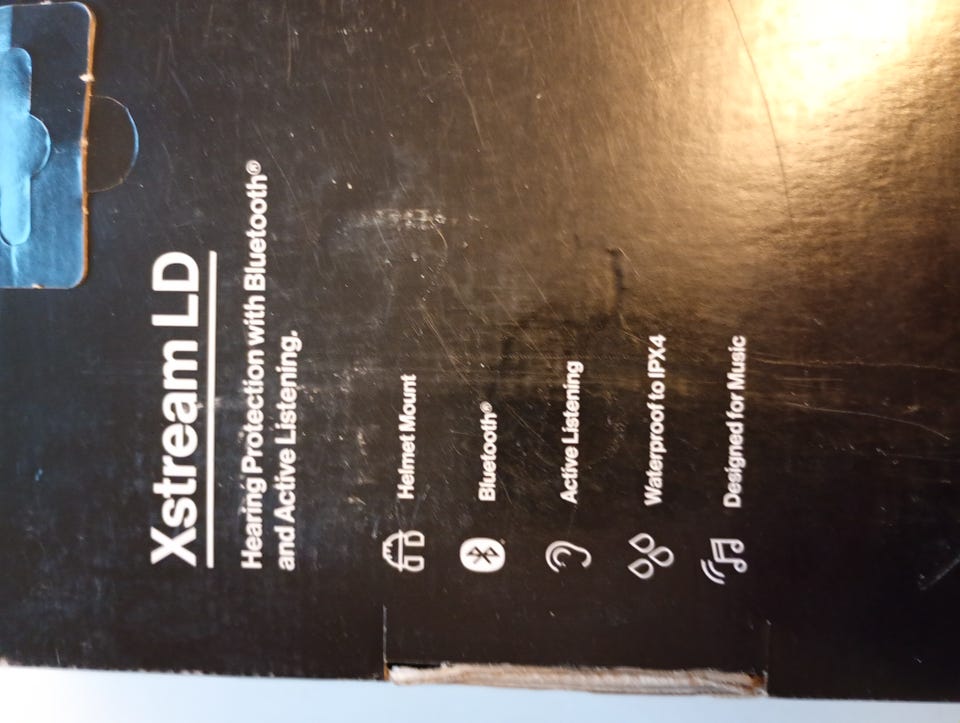 Xstream LD
Hearing Protection with Bluetooth®
and Active Listening.
Helmet Mount
Bluetooth®
Active Listening
Waterproof to IPX4
Designed for Music